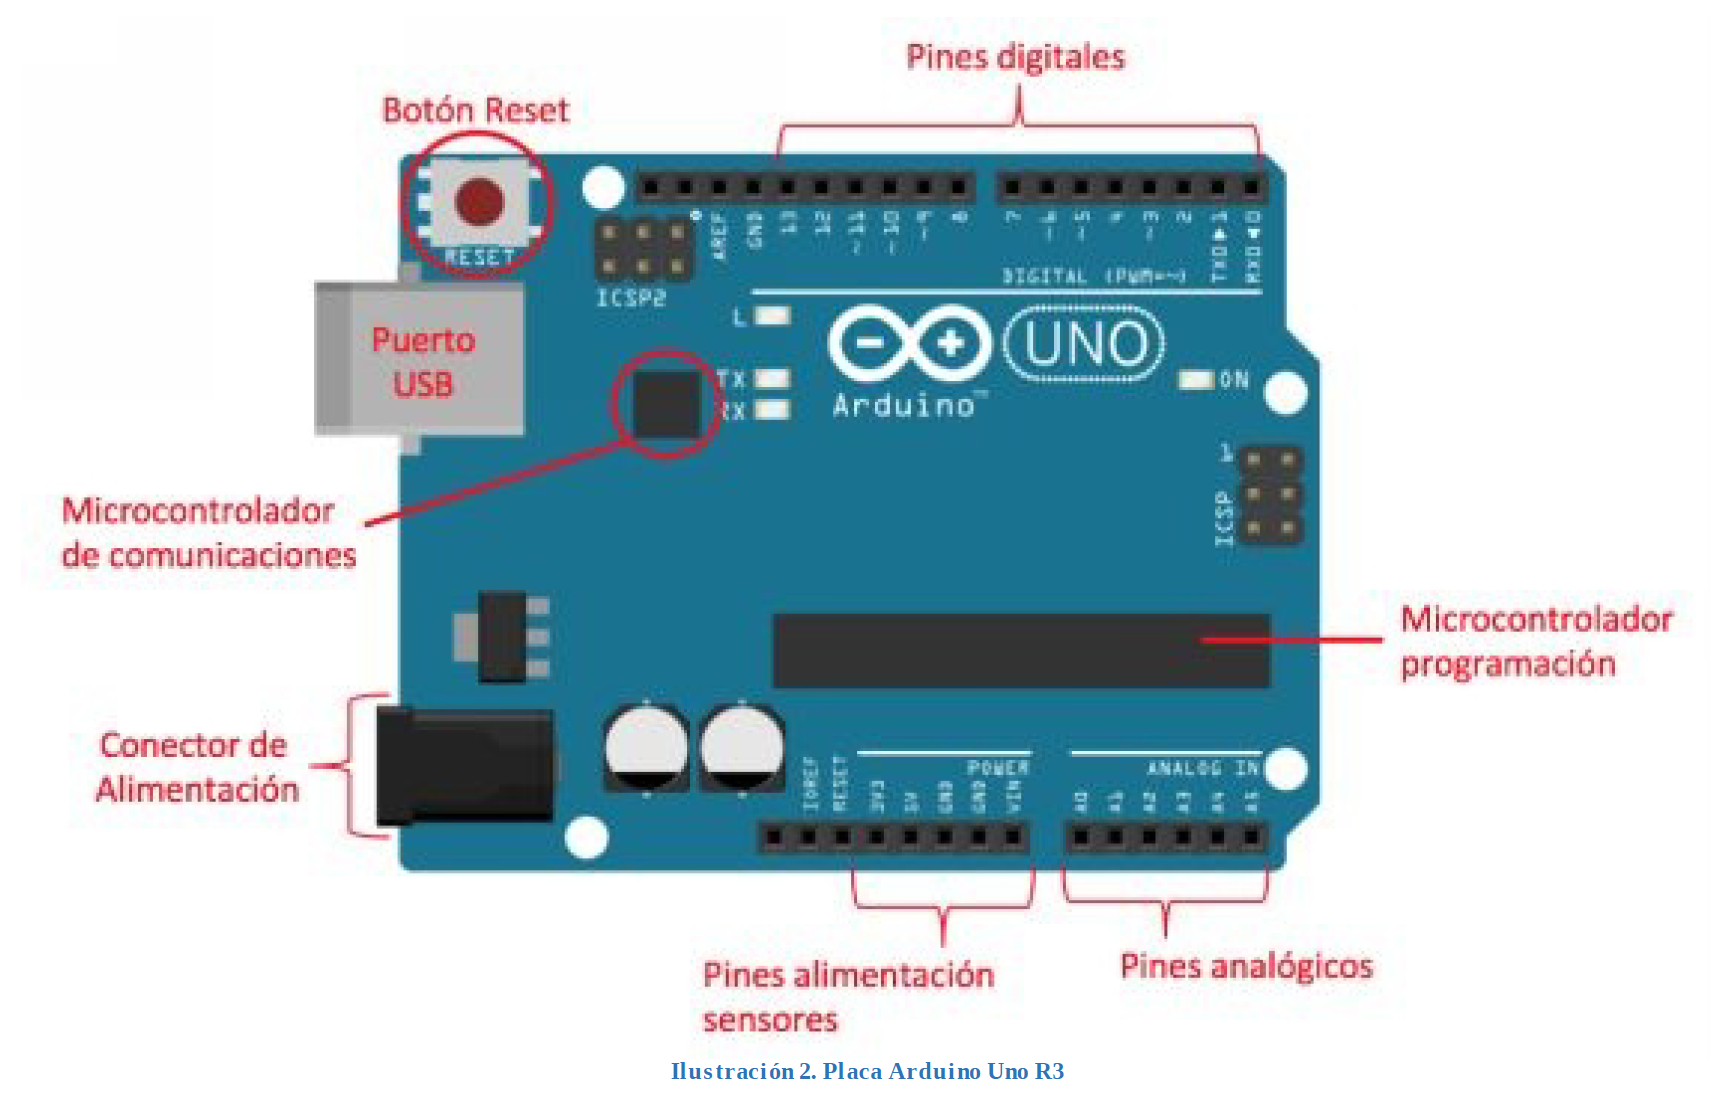 Pines digitales
Botón Reset
RESET
AREF
GND
13
12
~11
~10
~9
8
7
~6
~5
4
~3
2
TXD▲1
RXD▼0
ICSP2
DIGITAL (PWM=~)
L
TX
RX
UNO
Arduino™
ON
Puerto
USB
1
ICSP
Microcontrolador
de comunicaciones
Microcontrolador
programación
Conector de
Alimentación
IOREF
RESET
3V3
5V
GND
GND
VIN
POWER
ANALOG IN
A0
A1
A2
A3
A4
A5
Pines alimentación
sensores
Pines analógicos
Ilustración 2. Placa Arduino Uno R3